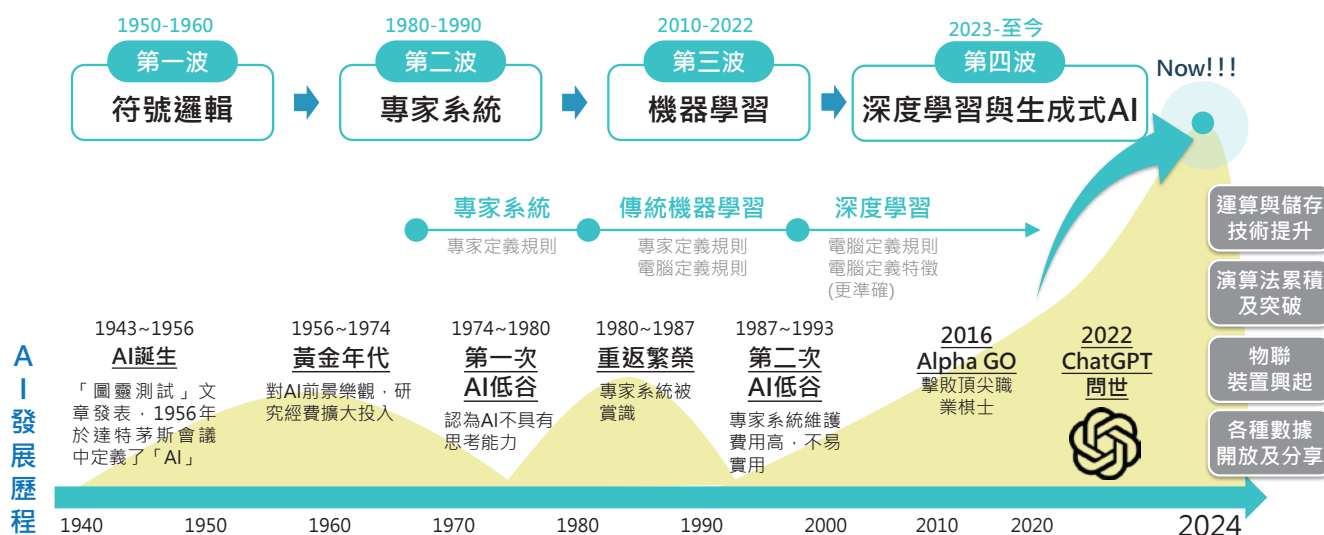 1950-1960
第一波
符號邏輯
1980-1990
第二波
專家系統
2010-2022
第三波
機器學習
2023-至今
第四波
深度學習與生成式AI
Now!!!
專家系統
專家定義規則
傳統機器學習
專家定義規則
電腦定義規則
深度學習
電腦定義規則
電腦定義特徵
(更準確)
運算與儲存
技術提升
演算法累積
及突破
物聯
裝置興起
各種數據
開放及分享
AI發展歷程
1943~1956
AI誕生
「圖靈測試」文
章發表，1956年
於達特茅斯會議
中定義了「AI」
1956~1974
黃金年代
對AI前景樂觀，研
究經費擴大投入
1974~1980
第一次
AI低谷
認為AI不具有
思考能力
1980~1987
重返繁榮
專家系統被
賞識
1987~1993
第二次
AI低谷
專家系統維護
費用高，不易
實用
2016
Alpha GO
擊敗頂尖職
業棋士
2022
ChatGPT
問世
1940
1950
1960
1970
1980
1990
2000
2010
2020
2024